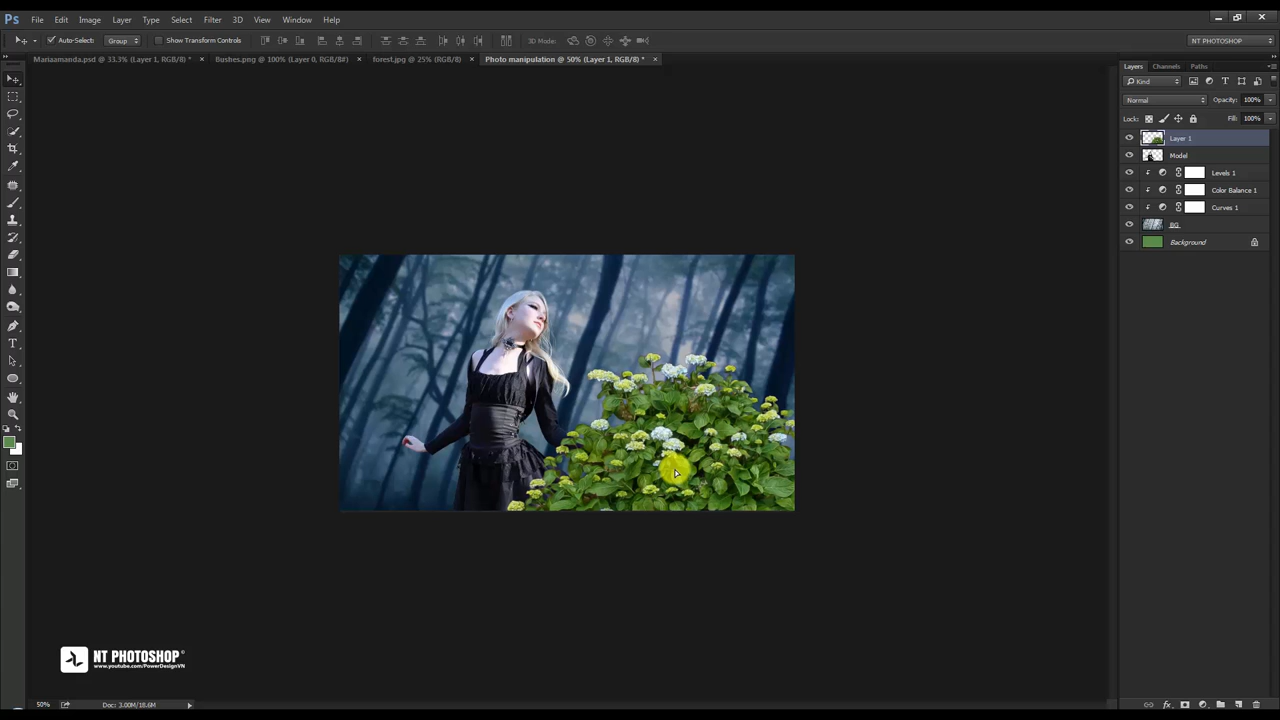 Ps File Edit Image Layer Type Select Filter 3D View Window Help
Auto-Select: Group Show Transform Controls 3D Mode: NT PHOTOSHOP
Mariaamanda.psd @ 33.3% (Layer 1, RGB/8) * × Bushes.png @ 100% (Layer 0, RGB/8#) × forest.jpg @ 25% (RGB/8) × Photo manipulation @ 50% (Layer 1, RGB/8) * ×
Layers Channels Paths
Kind
Normal Opacity: 100%
Lock: Fill: 100%
Layer 1
Model
Levels 1
Color Balance 1
Curves 1
BG
Background
NT PHOTOSHOP©
www.youtube.com/PowerDesignVN
50% Doc: 3.00M/18.6M